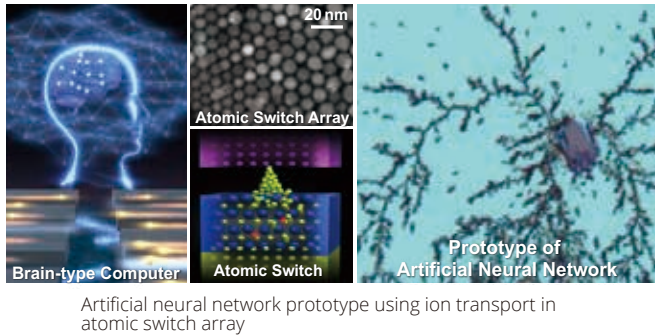 20 nm
Atomic Switch Array
Brain-type Computer
Atomic Switch
Prototype of
Artificial Neural Network
Artificial neural network prototype using ion transport in
atomic switch array